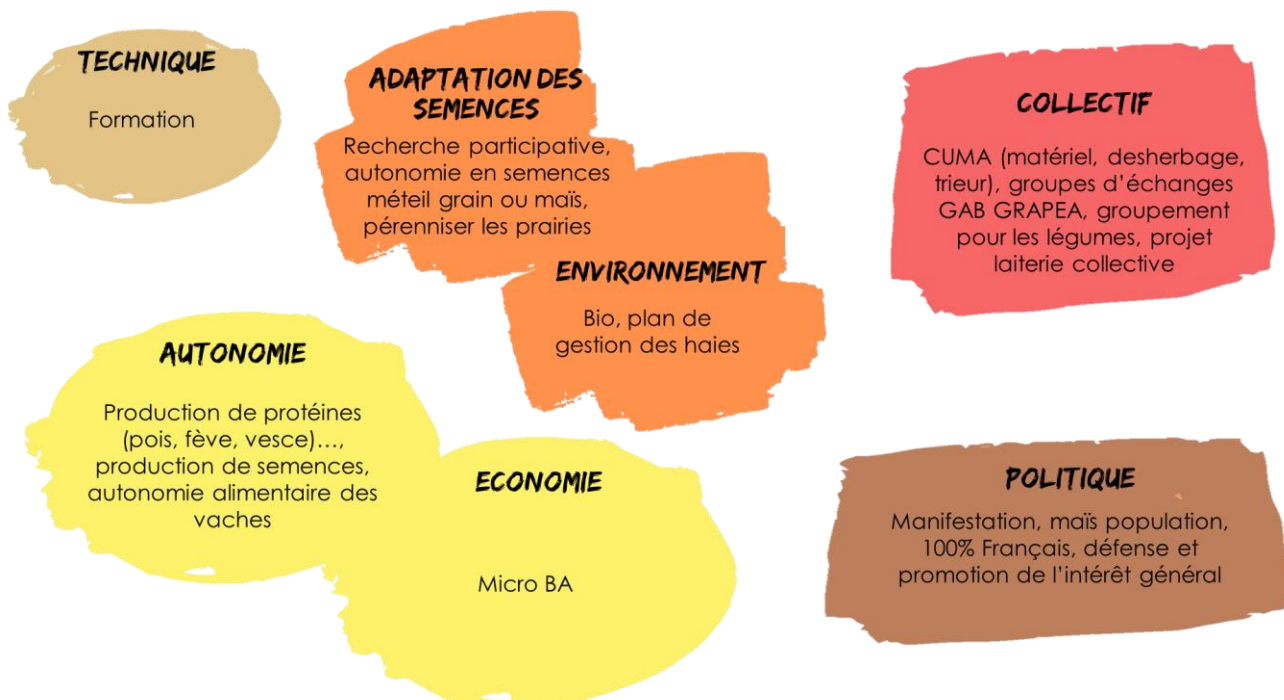 TECHNIQUE
Formation
ADAPTATION DES
SEMENCES
Recherche participative,
autonomie en semences
méteil grain ou maïs,
pérenniser les prairies
COLLECTIF
CUMA (matériel, desherbage,
trieur), groupes d'échanges
GAB GRAPEA, groupement
pour les légumes, projet
laiterie collective
ENVIRONNEMENT
Bio, plan de
gestion des haies
AUTONOMIE
Production de protéines
(pois, fève, vesce)...,
production de semences,
autonomie alimentaire des
vaches
ECONOMIE
Micro BA
POLITIQUE
Manifestation, maïs population,
100% Français, défense et
promotion de l'intérêt général